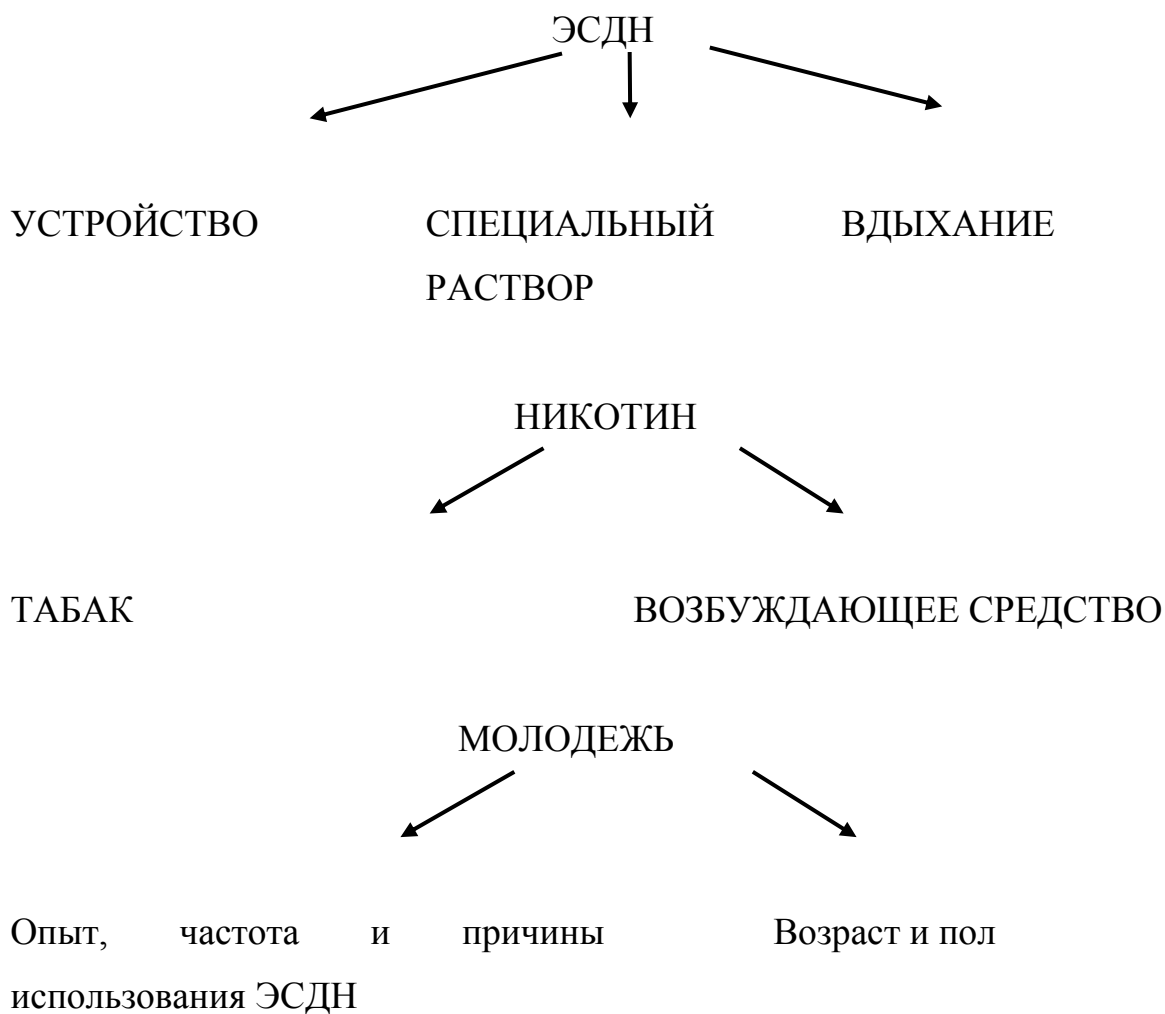 ЭСДН
УСТРОЙСТВО СПЕЦИАЛЬНЫЙ ВДЫХАНИЕ
РАСТВОР
НИКОТИН
ТАБАК ВОЗБУЖДАЮЩЕЕ СРЕДСТВО
МОЛОДЕЖЬ
Опыт, частота и причины Возраст и пол
использования ЭСДН